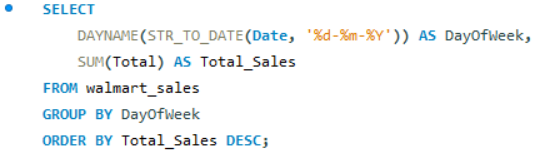 SELECT
DAYNAME(STR_TO_DATE(Date, '%d-%m-%Y')) AS DayOfWeek,
SUM(Total) AS Total_Sales
FROM walmart_sales
GROUP BY DayOfWeek
ORDER BY Total_Sales DESC;